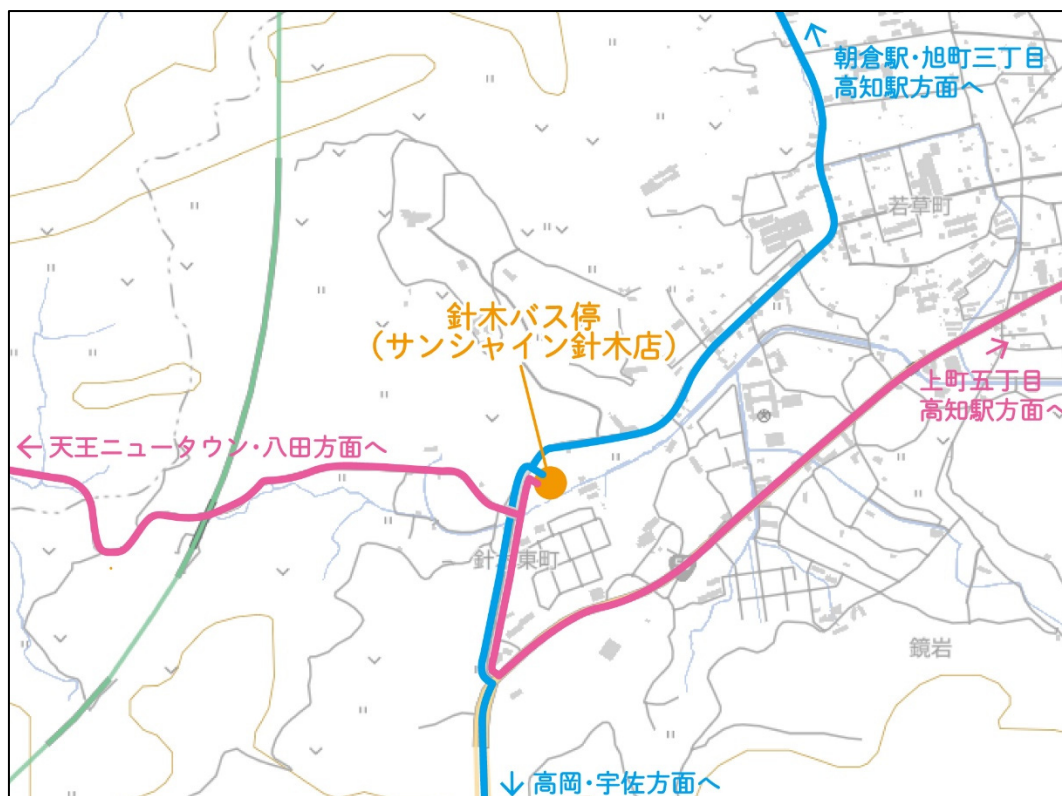 ↑
朝倉駅・旭町三丁目
高知駅方面へ
若草町
針木バス停
(サンシャイン針木店)
↑
上町五丁目
高知駅方面へ
← 天王ニュータウン・八田方面へ
針木東町
鏡岩
↓ 高岡・宇佐方面へ